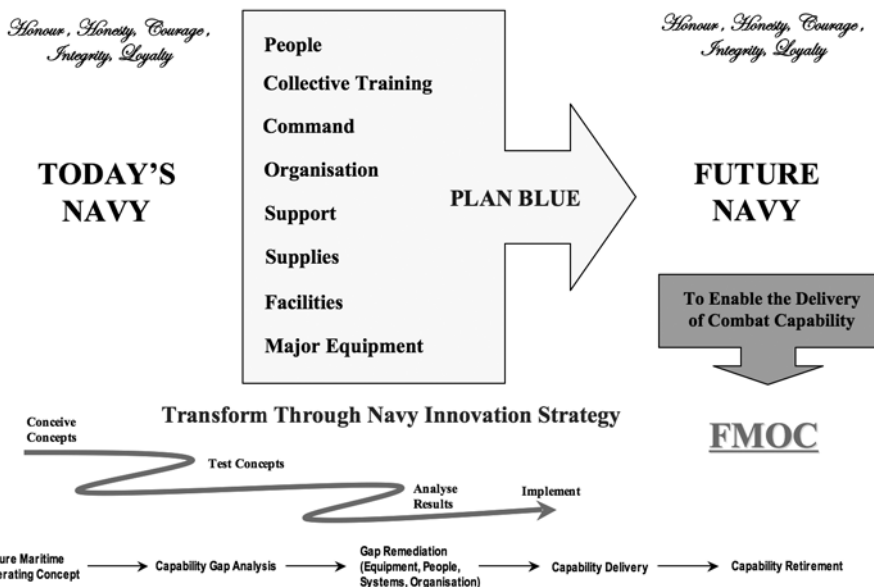 Honour, Honesty, Courage,
Integrity, Loyalty
TODAY'S
NAVY
People
Collective Training
Command
Organisation
Support
Supplies
Facilities
Major Equipment
PLAN BLUE
Honour, Honesty, Courage,
Integrity, Loyalty
FUTURE
NAVY
To Enable the Delivery
of Combat Capability
FMOC
Transform Through Navy Innovation Strategy
Conceive
Concepts
Test Concepts
Analyse
Results
Implement
ure Maritime
erating Concept
Capability Gap Analysis
Gap Remediation
(Equipment, People,
Systems, Organisation)
Capability Delivery
Capability Retirement